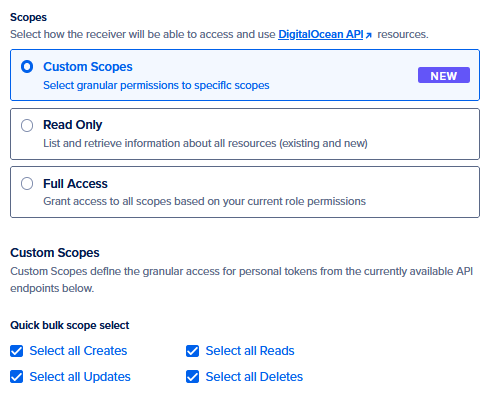 Scopes
Select how the receiver will be able to access and use DigitalOcean API resources.
Custom Scopes
NEW
Select granular permissions to specific scopes
Read Only
List and retrieve information about all resources (existing and new)
Full Access
Grant access to all scopes based on your current role permissions
Custom Scopes
Custom Scopes define the granular access for personal tokens from the currently available API
endpoints below.
Quick bulk scope select
Select all Creates
Select all Reads
Select all Updates
Select all Deletes